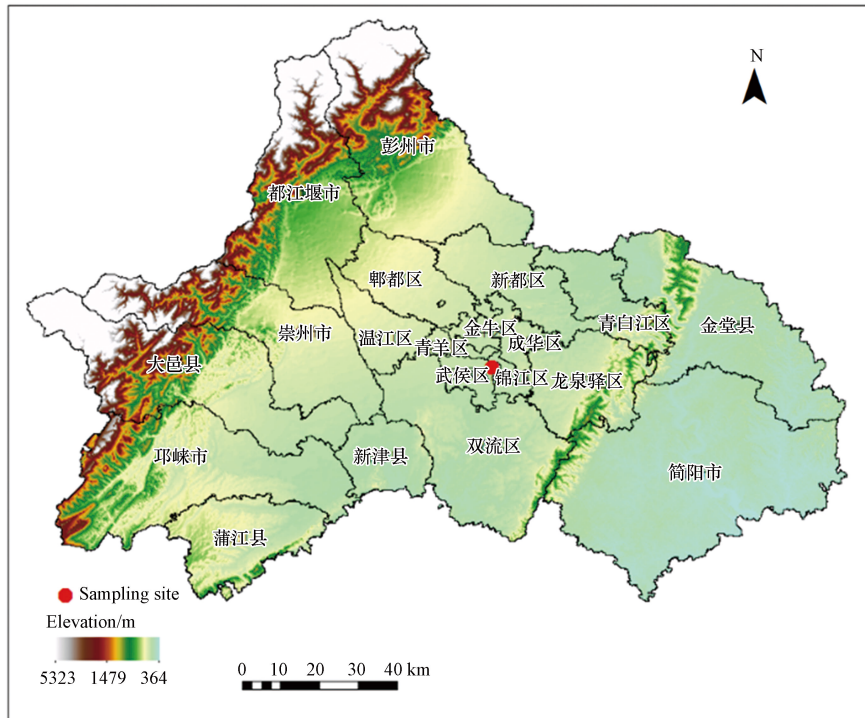 N
彭州市
都江堰市
郫都区
新都区
青白江区
金堂县
崇州市
温江区
金牛区
青羊区
成华区
大邑县
武侯区
锦江区
龙泉驿区
邛崃市
新津县
双流区
简阳市
蒲江县
Sampling site
Elevation/m
5323 1479 364
0 10 20 30 40 km